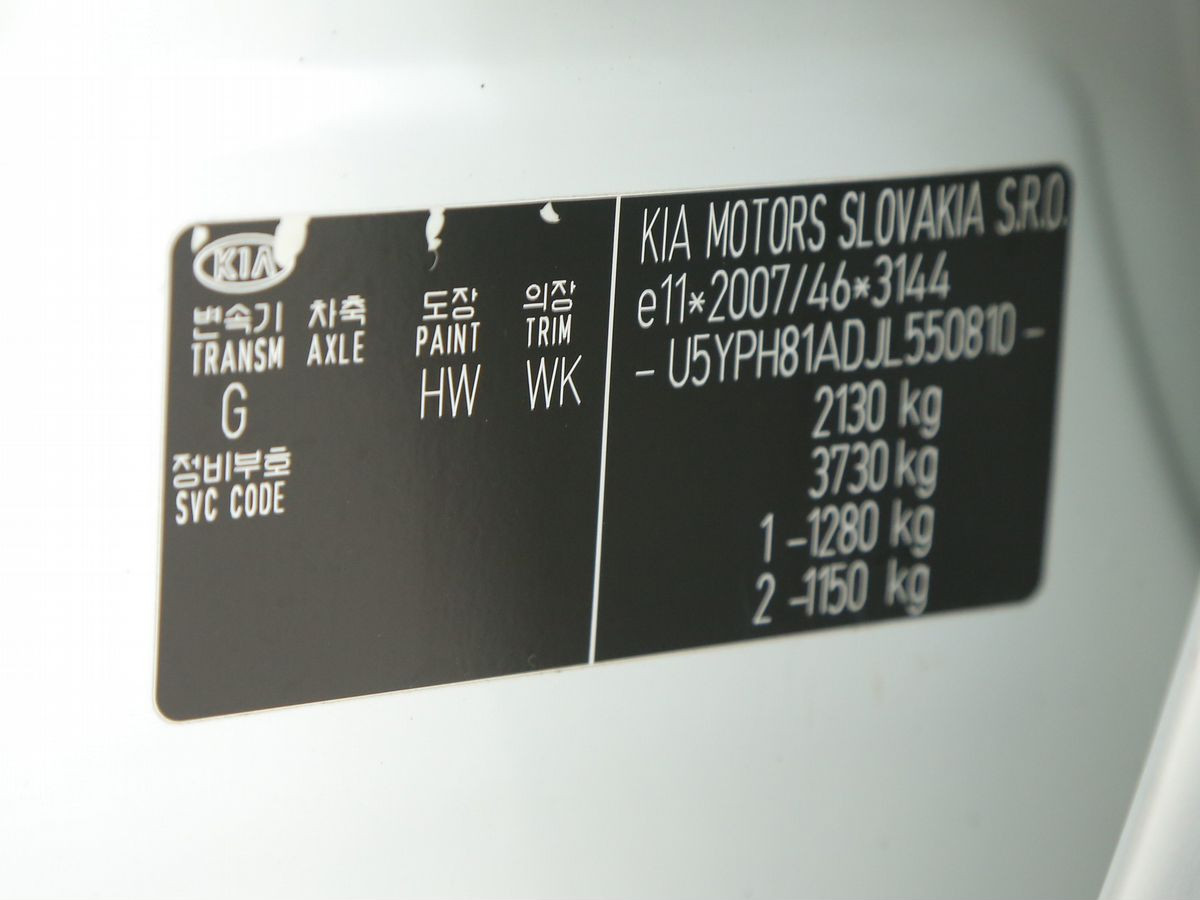 KIA
변속기 차축 도장 의장
TRANSM AXLE PAINT TRIM
G HW WK
정비부호
SVC CODE
KIA MOTORS SLOVAKIA S.R.O.
e11*2007/46*3144
- U5YPH81ADJL550810 -
2130 kg
3730 kg
1 -1280 kg
2 -1150 kg